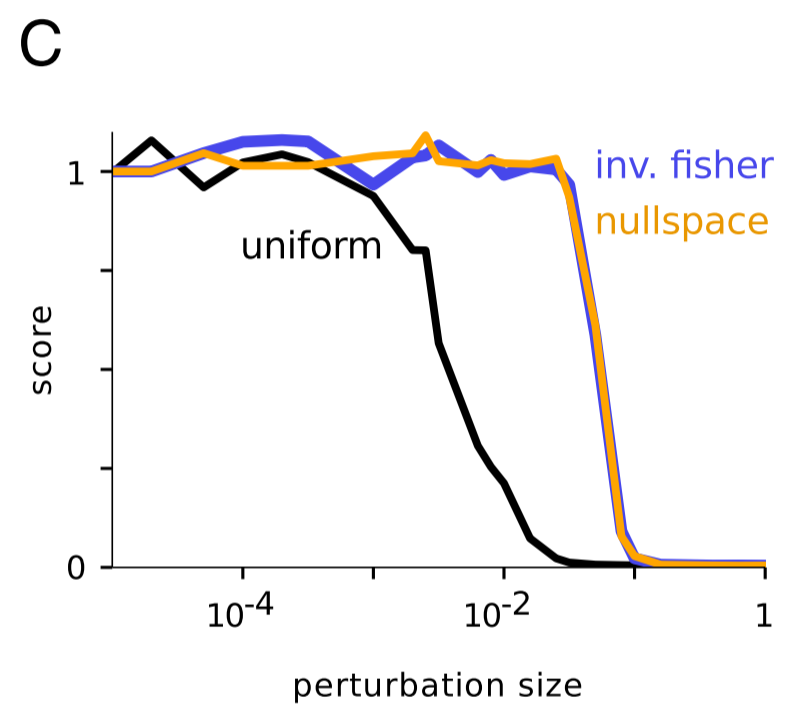 C
1
inv. fisher
nullspace
uniform
score
0
10-4
10-2
1
perturbation size